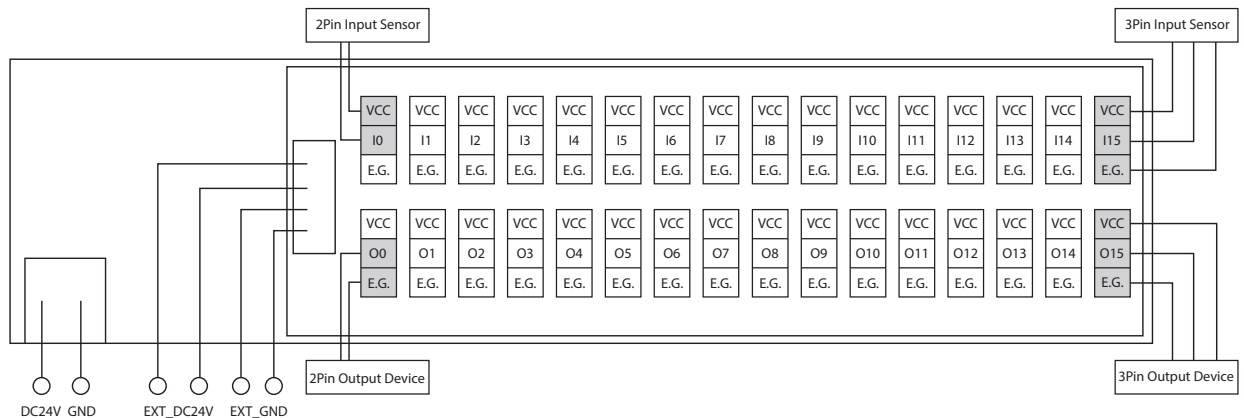 2Pin Input Sensor 3Pin Input Sensor
VCC VCC VCC VCC VCC VCC VCC VCC VCC VCC VCC VCC VCC VCC VCC VCC
I0 I1 I2 I3 I4 I5 I6 I7 I8 I9 I10 I11 I12 I13 I14 I15
E.G. E.G. E.G. E.G. E.G. E.G. E.G. E.G. E.G. E.G. E.G. E.G. E.G. E.G. E.G. E.G.
VCC VCC VCC VCC VCC VCC VCC VCC VCC VCC VCC VCC VCC VCC VCC VCC
O0 O1 O2 O3 O4 O5 O6 O7 O8 O9 O10 O11 O12 O13 O14 O15
E.G. E.G. E.G. E.G. E.G. E.G. E.G. E.G. E.G. E.G. E.G. E.G. E.G. E.G. E.G. E.G.
2Pin Output Device 3Pin Output Device
DC24V GND EXT_DC24V EXT_GND